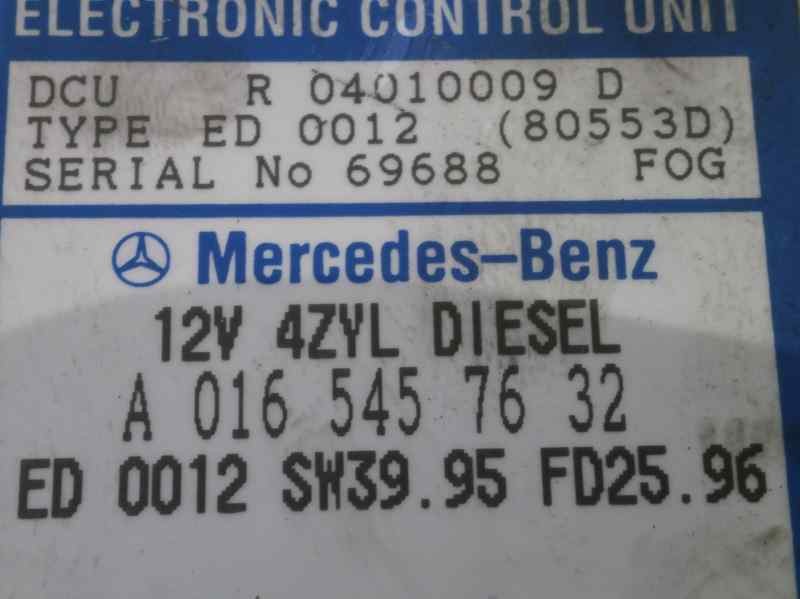 ELECTRONIC CONTROL UNIT
DCU R 04010009 D
TYPE ED 0012 (80553D)
SERIAL No 69688 FOG
Mercedes-Benz
12V 4ZYL DIESEL
A 016 545 76 32
ED 0012 SW39.95 FD25.96